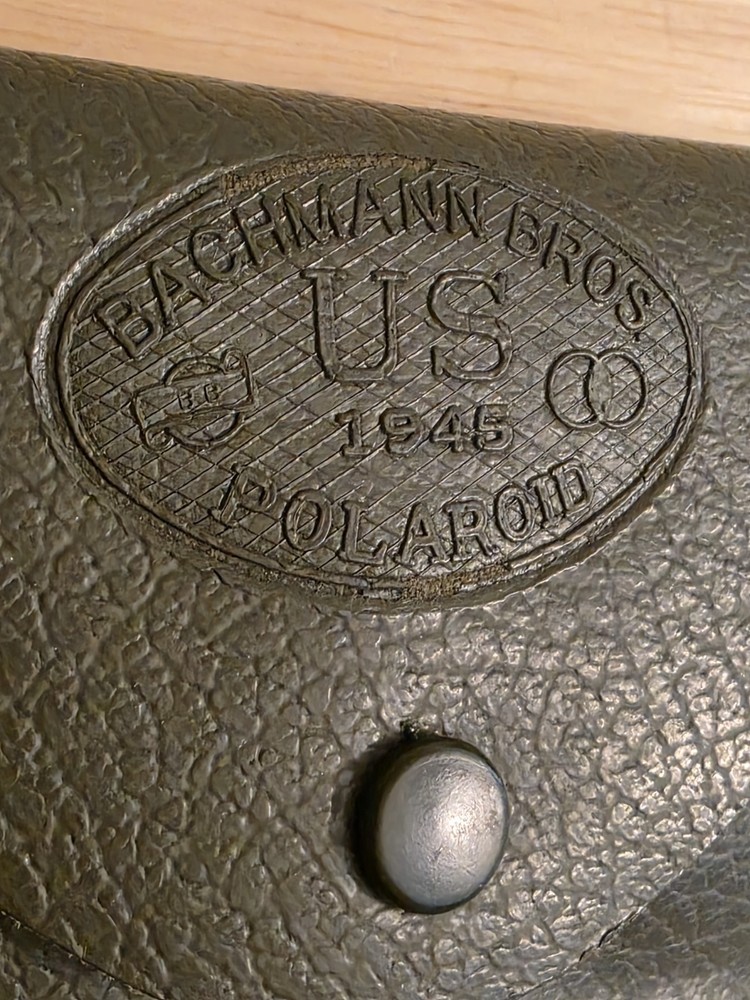 BACHMANN BROS.
US
B.B
1945
POLAROID